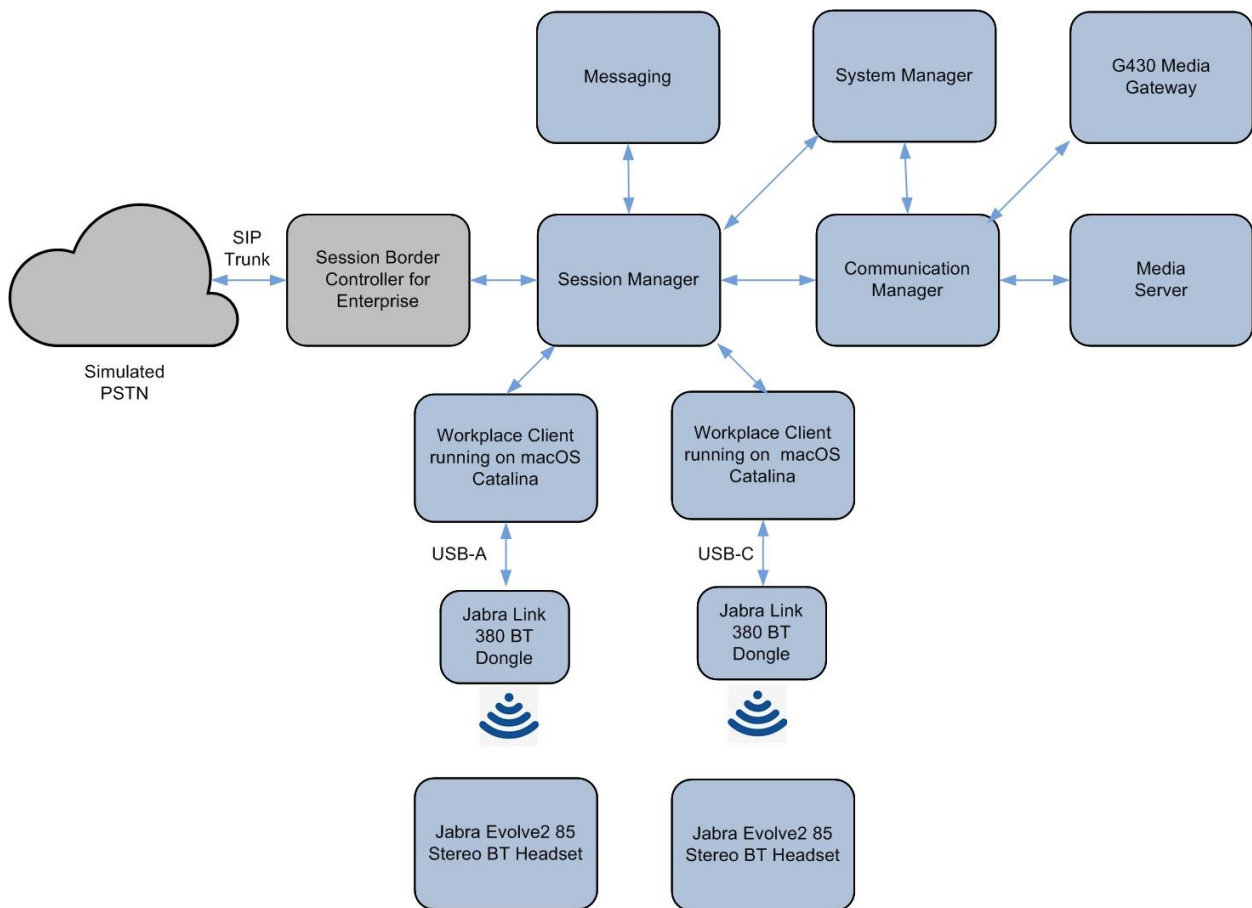 Messaging
System Manager
G430 Media
Gateway
SIP
Trunk
Session Border
Controller for
Enterprise
Session Manager
Communication
Manager
Media
Server
Simulated
PSTN
Workplace Client
running on macOS
Catalina
Workplace Client
running on macOS
Catalina
USB-A
USB-C
Jabra Link
380 BT
Dongle
Jabra Link
380 BT
Dongle
Jabra Evolve2 85
Stereo BT Headset
Jabra Evolve2 85
Stereo BT Headset